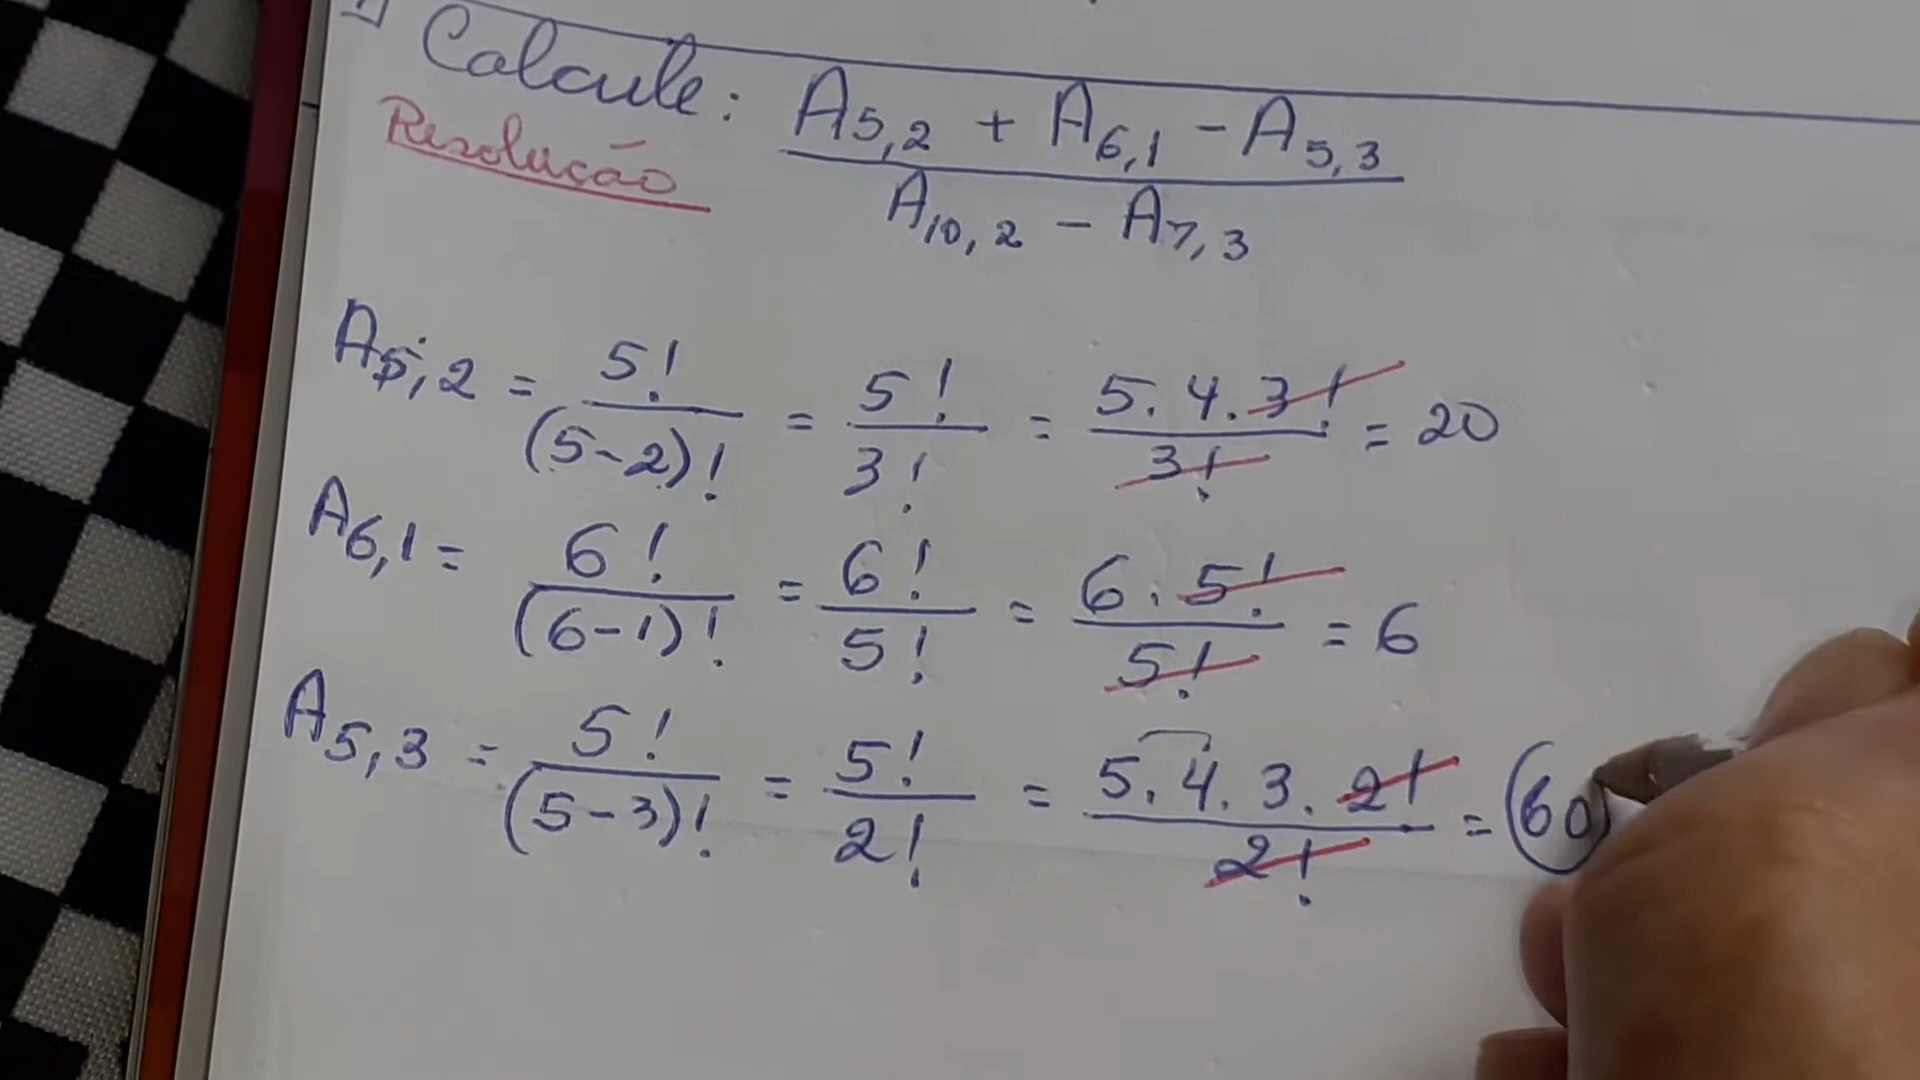 Calcule: A5,2 + A6,1 - A5,3
Resolução
A10,2 - A7,3
A5,2 = 5!/(5-2)! = 5!/3! = 5.4.3!/3! = 20
A6,1 = 6!/(6-1)! = 6!/5! = 6.5!/5! = 6
A5,3 = 5!/(5-3)! = 5!/2! = 5.4.3.2!/2! = 60